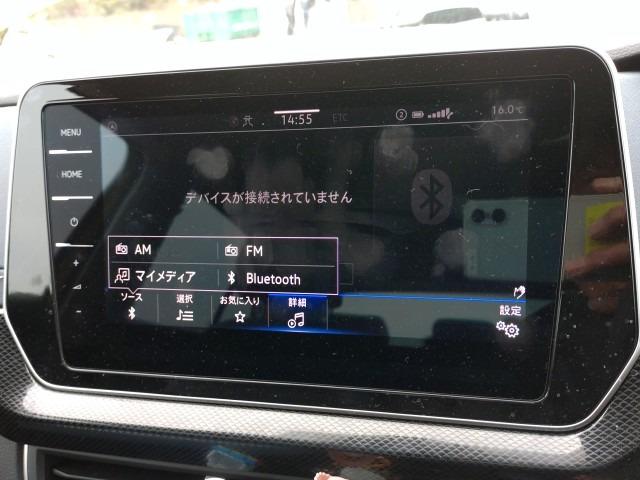 MENU
14:55
ETC
2
16.0℃
HOME
デバイスが接続されていません
AM
FM
マイメディア
Bluetooth
ソース
選択
お気に入り
詳細
設定